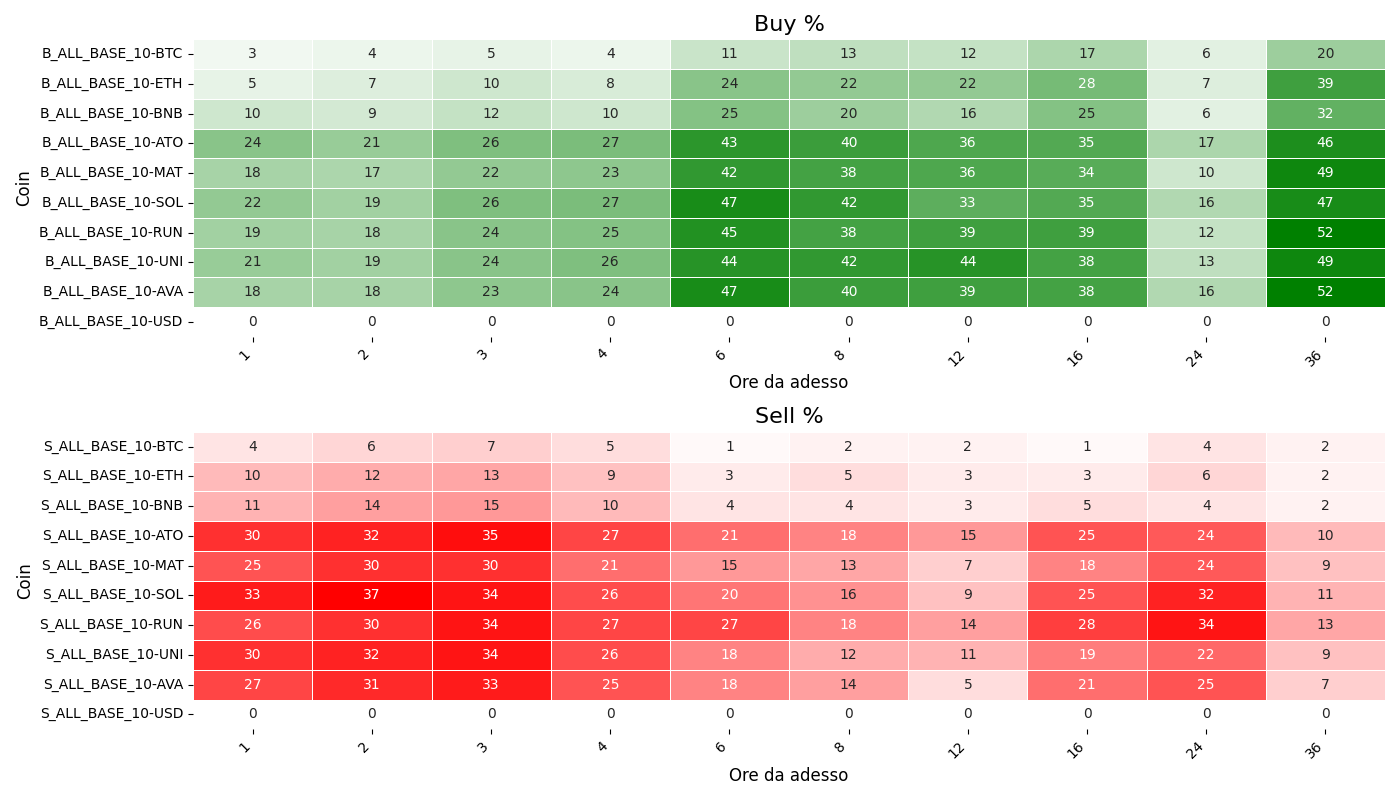 Buy %
Coin
B_ALL_BASE_10-BTC 3 4 5 4 11 13 12 17 6 20
B_ALL_BASE_10-ETH 5 7 10 8 24 22 22 28 7 39
B_ALL_BASE_10-BNB 10 9 12 10 25 20 16 25 6 32
B_ALL_BASE_10-ATO 24 21 26 27 43 40 36 35 17 46
B_ALL_BASE_10-MAT 18 17 22 23 42 38 36 34 10 49
B_ALL_BASE_10-SOL 22 19 26 27 47 42 33 35 16 47
B_ALL_BASE_10-RUN 19 18 24 25 45 38 39 39 12 52
B_ALL_BASE_10-UNI 21 19 24 26 44 42 44 38 13 49
B_ALL_BASE_10-AVA 18 18 23 24 47 40 39 38 16 52
B_ALL_BASE_10-USD 0 0 0 0 0 0 0 0 0 0
1 2 3 4 6 8 12 16 24 36
Ore da adesso
Sell %
Coin
S_ALL_BASE_10-BTC 4 6 7 5 1 2 2 1 4 2
S_ALL_BASE_10-ETH 10 12 13 9 3 5 3 3 6 2
S_ALL_BASE_10-BNB 11 14 15 10 4 4 3 5 4 2
S_ALL_BASE_10-ATO 30 32 35 27 21 18 15 25 24 10
S_ALL_BASE_10-MAT 25 30 30 21 15 13 7 18 24 9
S_ALL_BASE_10-SOL 33 37 34 26 20 16 9 25 32 11
S_ALL_BASE_10-RUN 26 30 34 27 27 18 14 28 34 13
S_ALL_BASE_10-UNI 30 32 34 26 18 12 11 19 22 9
S_ALL_BASE_10-AVA 27 31 33 25 18 14 5 21 25 7
S_ALL_BASE_10-USD 0 0 0 0 0 0 0 0 0 0
1 2 3 4 6 8 12 16 24 36
Ore da adesso